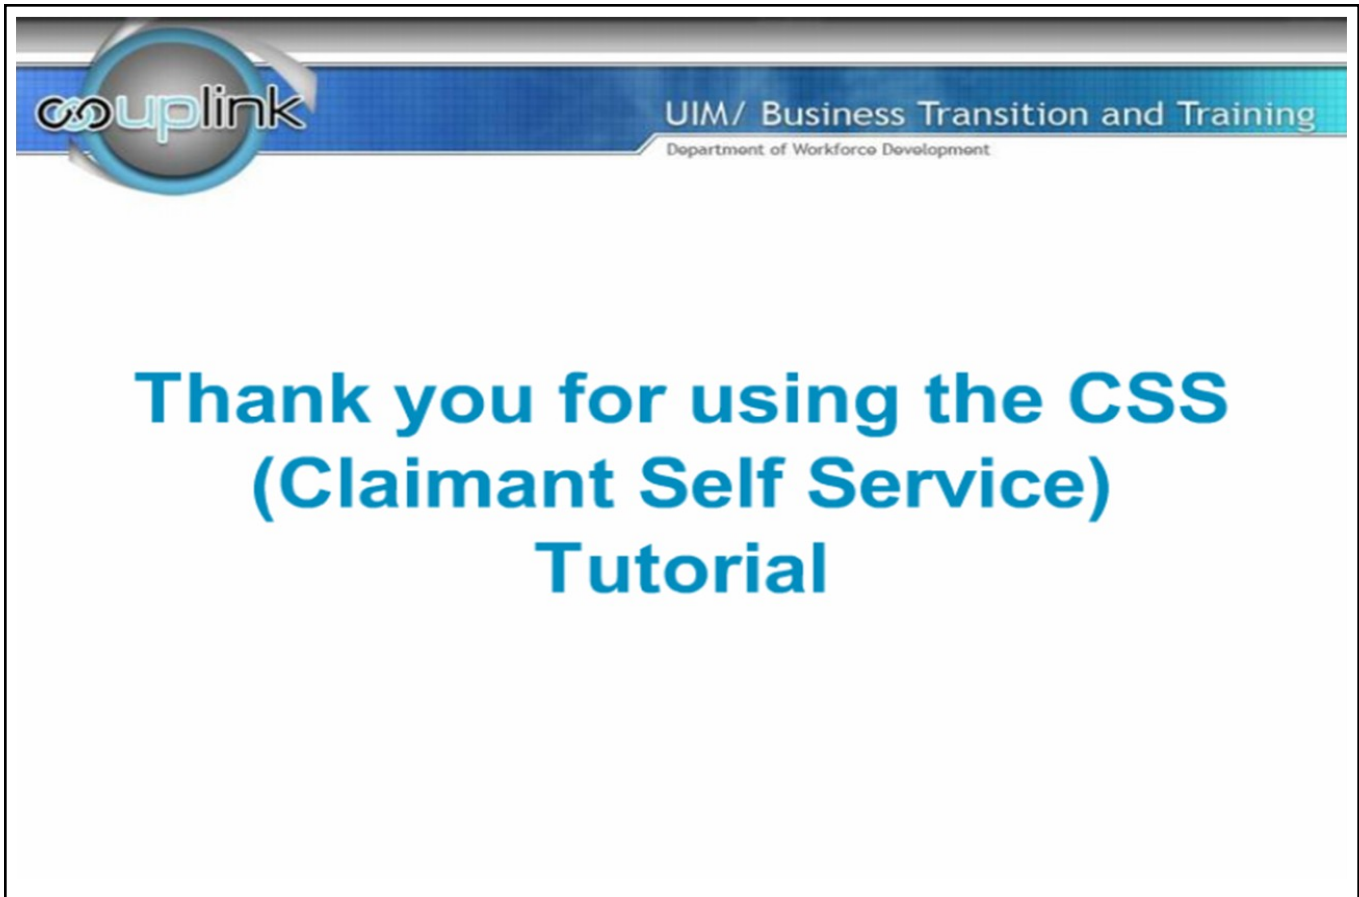 uplink
UIM/ Business Transition and Training
Department of Workforce Development
Thank you for using the CSS
(Claimant Self Service)
Tutorial